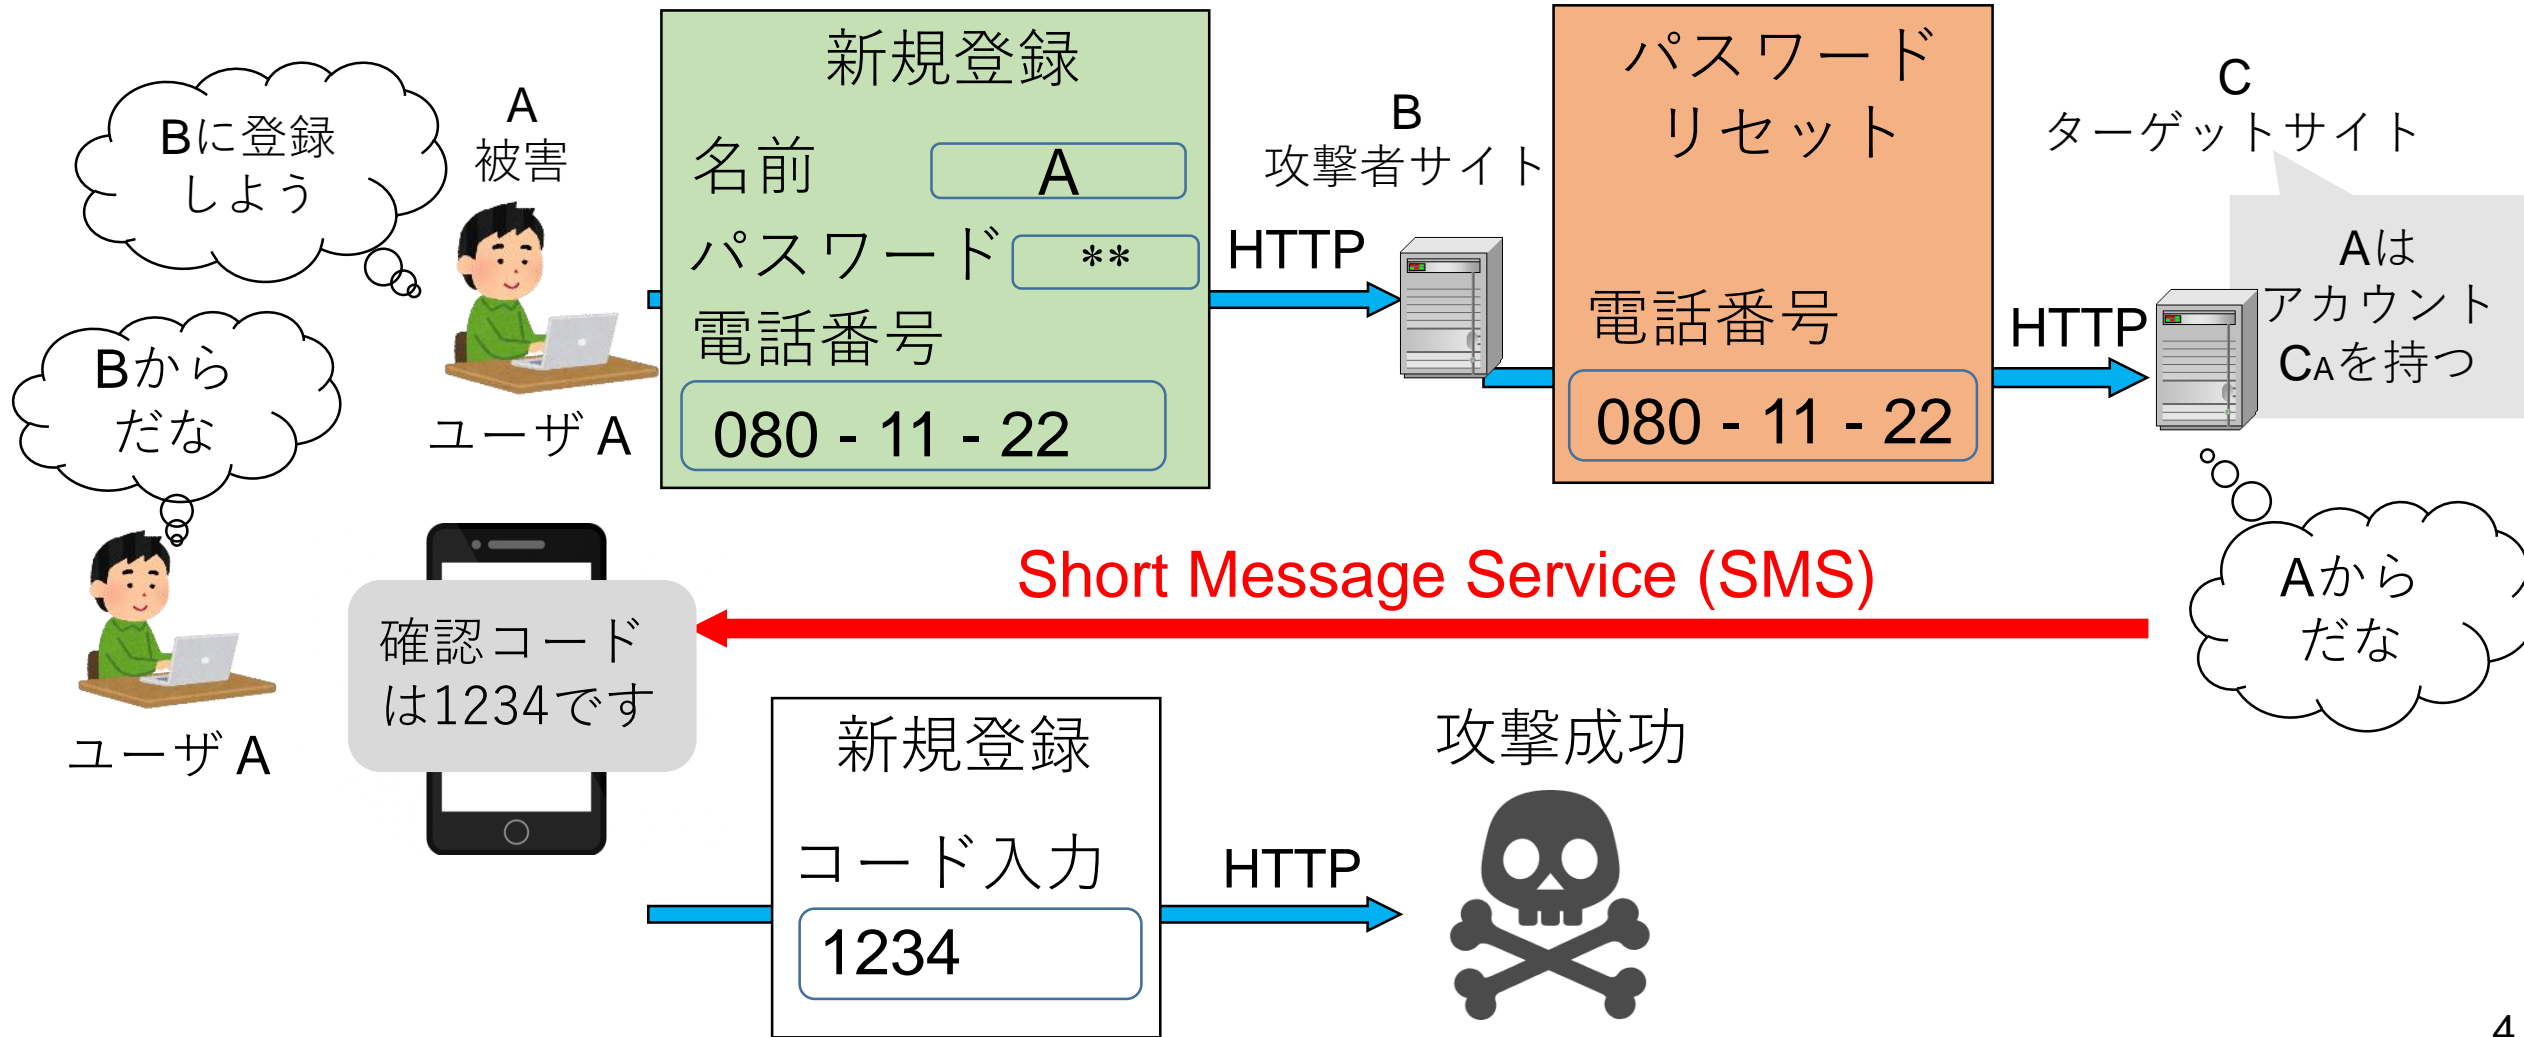 Bに登録
しよう
A
被害
ユーザ A
新規登録
名前
A
パスワード
**
電話番号
080 - 11 - 22
HTTP
B
攻撃者サイト
パスワード
リセット
電話番号
080 - 11 - 22
HTTP
C
ターゲットサイト
Aは
アカウント
CAを持つ
Aから
だな
Short Message Service (SMS)
Bから
だな
ユーザ A
確認コード
は1234です
新規登録
コード入力
1234
HTTP
攻撃成功
4